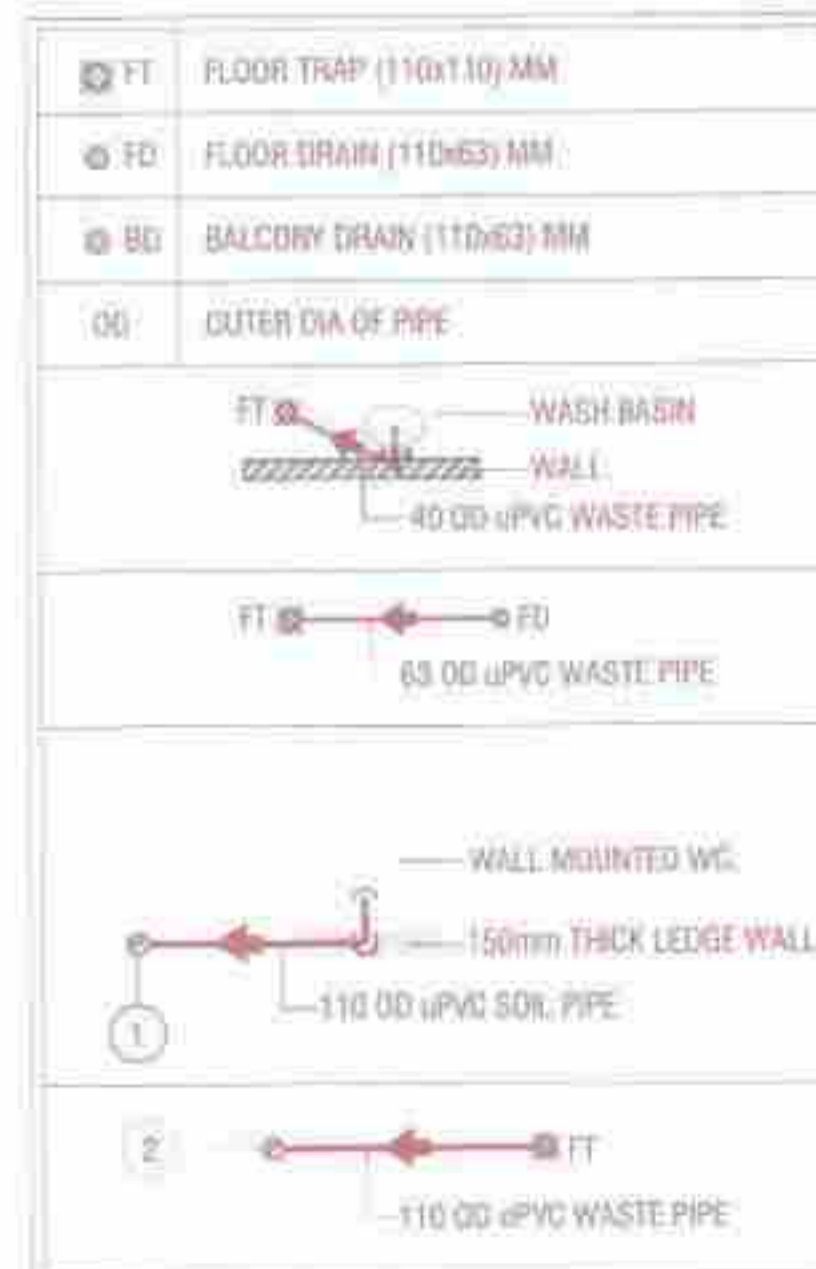 FT FLOOR TRAP (110x110) MM
FD FLOOR DRAIN (110x63) MM
BD BALCONY DRAIN (110x63) MM
OD OUTER DIA OF PIPE
FT WASH BASIN
WALL
40 OD uPVC WASTE PIPE
FT FD
63 OD uPVC WASTE PIPE
WALL MOUNTED WC.
150mm THICK LEDGE WALL
110 OD uPVC SOIL PIPE
1
2 FT
110 OD uPVC WASTE PIPE